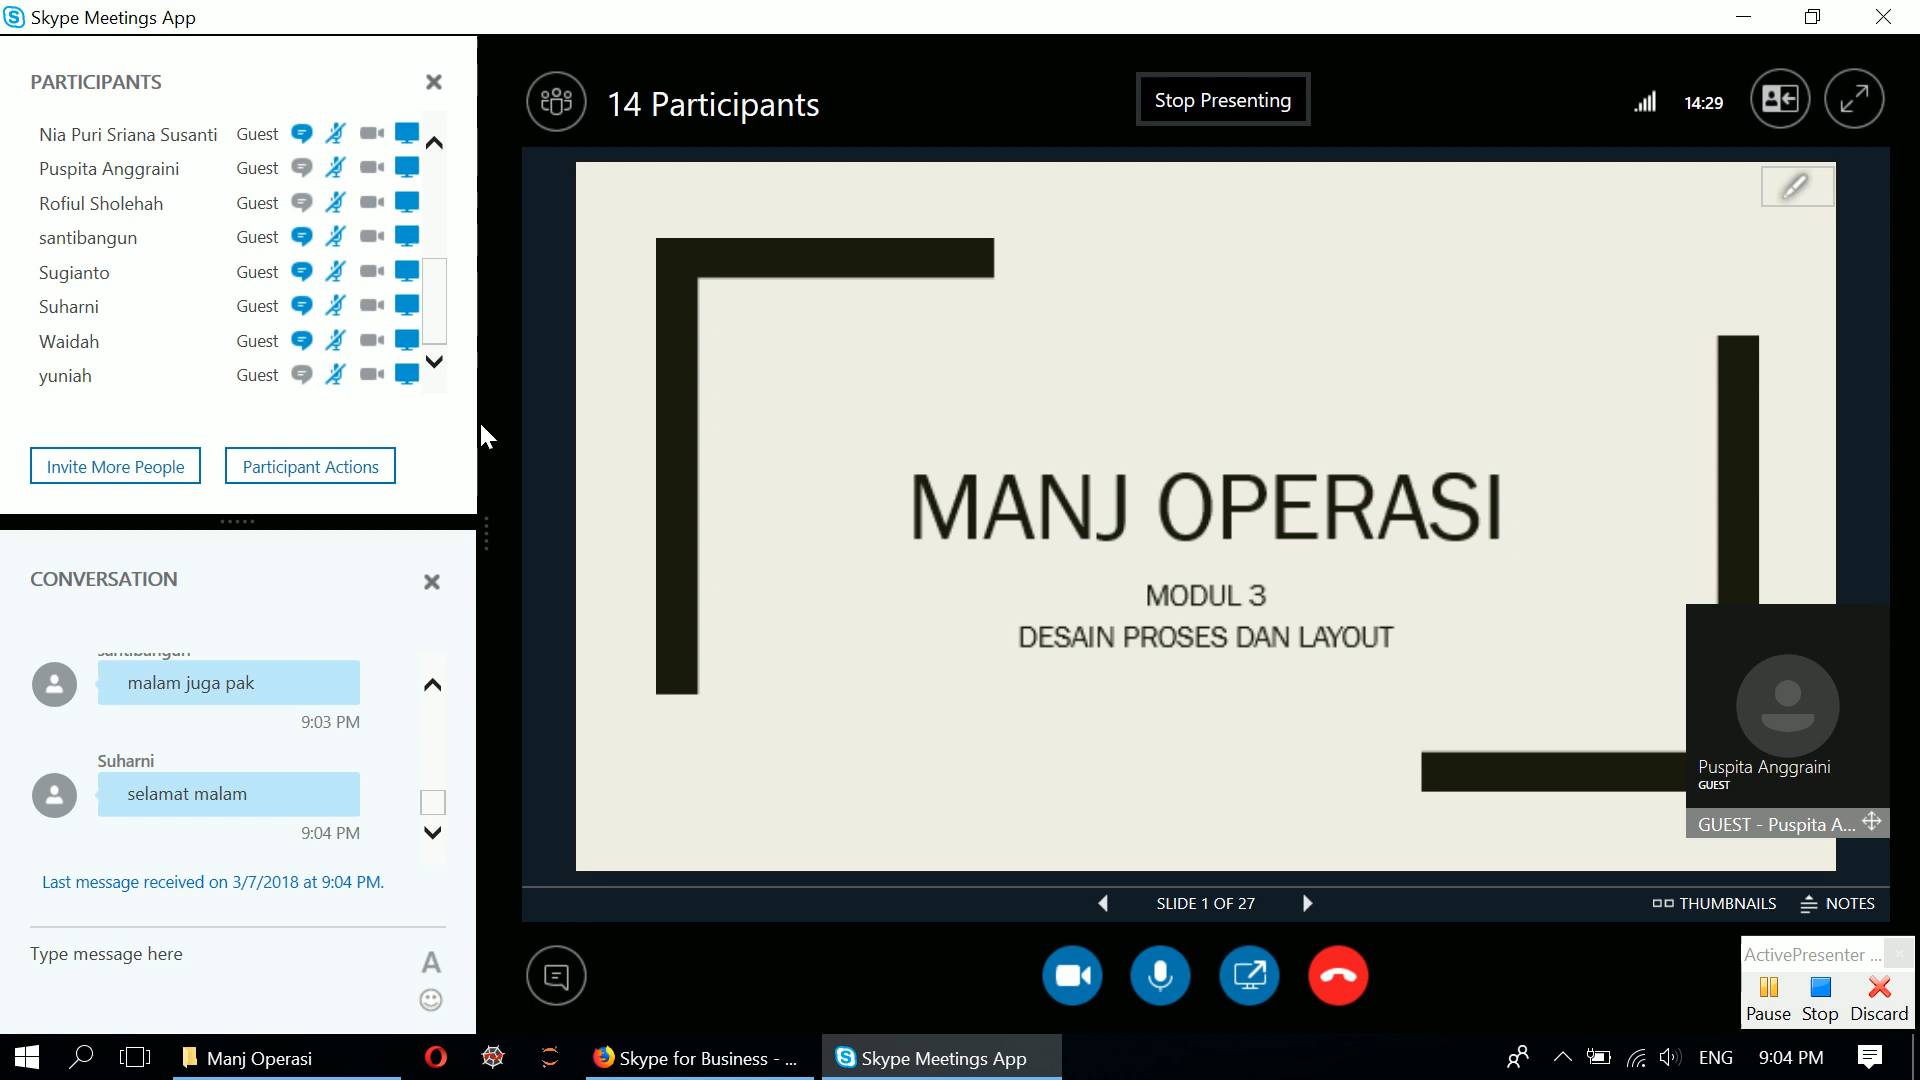 Skype Meetings App
PARTICIPANTS
Nia Puri Sriana Susanti Guest
Puspita Anggraini Guest
Rofiul Sholehah Guest
santibangun Guest
Sugianto Guest
Suharni Guest
Waidah Guest
yuniah Guest
Invite More People
Participant Actions
CONVERSATION
santibangun
malam juga pak
9:03 PM
Suharni
selamat malam
9:04 PM
Last message received on 3/7/2018 at 9:04 PM.
Type message here
A
14 Participants
Stop Presenting
14:29
MANJ OPERASI
MODUL 3
DESAIN PROSES DAN LAYOUT
Puspita Anggraini
GUEST
GUEST - Puspita A...
SLIDE 1 OF 27
THUMBNAILS
NOTES
ActivePresenter ...
Pause Stop Discard
Manj Operasi
Skype for Business - ...
Skype Meetings App
ENG
9:04 PM